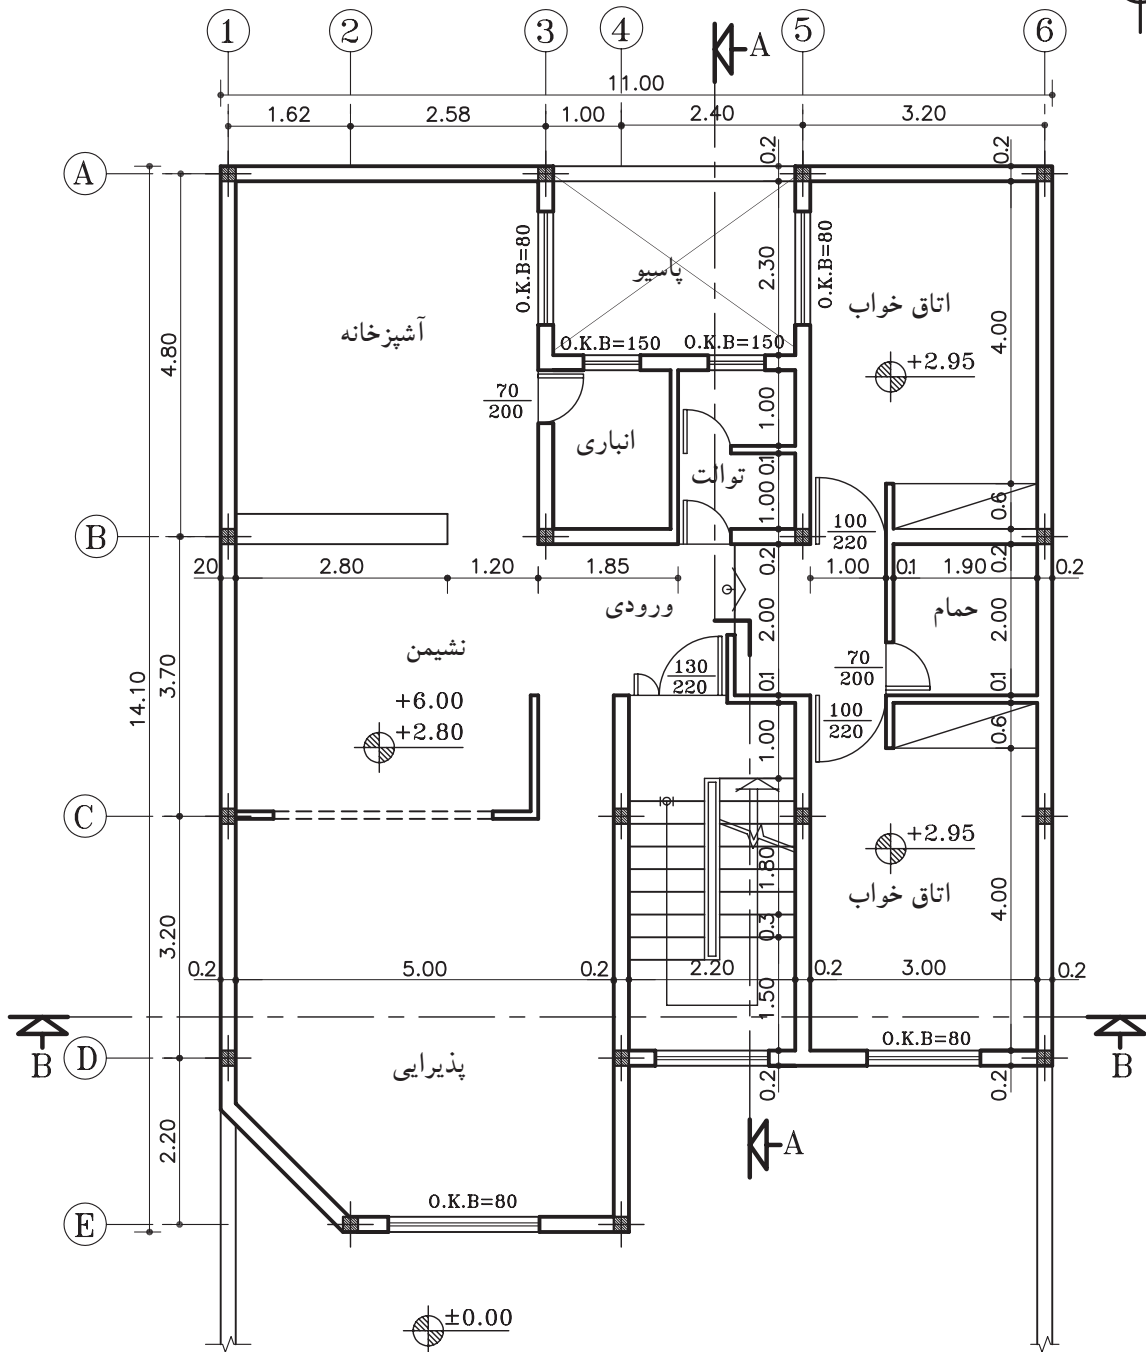 1 2 3 4 5 6
A
11.00
1.62 2.58 1.00 2.40 3.20
0.2 0.2
A
O.K.B=80 O.K.B=80
پاسیو
2.30
اتاق خواب
آشپزخانه
4.00
4.80
O.K.B=150 O.K.B=150
+2.95
70
200
1.00
انباری
توالت
0.1
1.00
0.6
100
220
B
20 2.80 1.20 1.85 0.2 1.00 0.1 1.90 0.2 0.2
ورودی
حمام
2.00 2.00
نشیمن
130
220
70
200
0.1 0.1
3.70
14.10
+6.00
+2.80
100
220
0.6
1.00
C
+2.95
1.80
اتاق خواب
4.00
3.20
0.3
0.2 5.00 0.2 2.20 0.2 3.00 0.2
1.50
B B
D
O.K.B=80
پذیرایی
0.2 0.2
2.20
A
O.K.B=80
E
±0.00